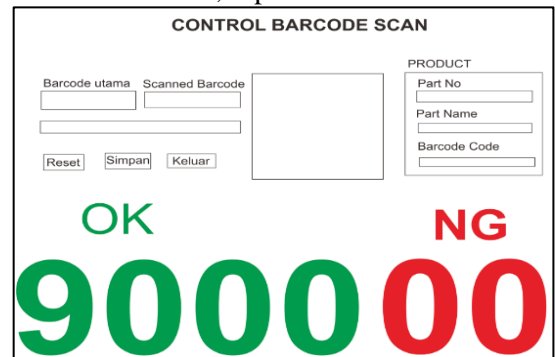 CONTROL BARCODE SCAN
PRODUCT
Barcode utama Scanned Barcode
Part No
Part Name
Barcode Code
Reset Simpan Keluar
OK NG
9000 00